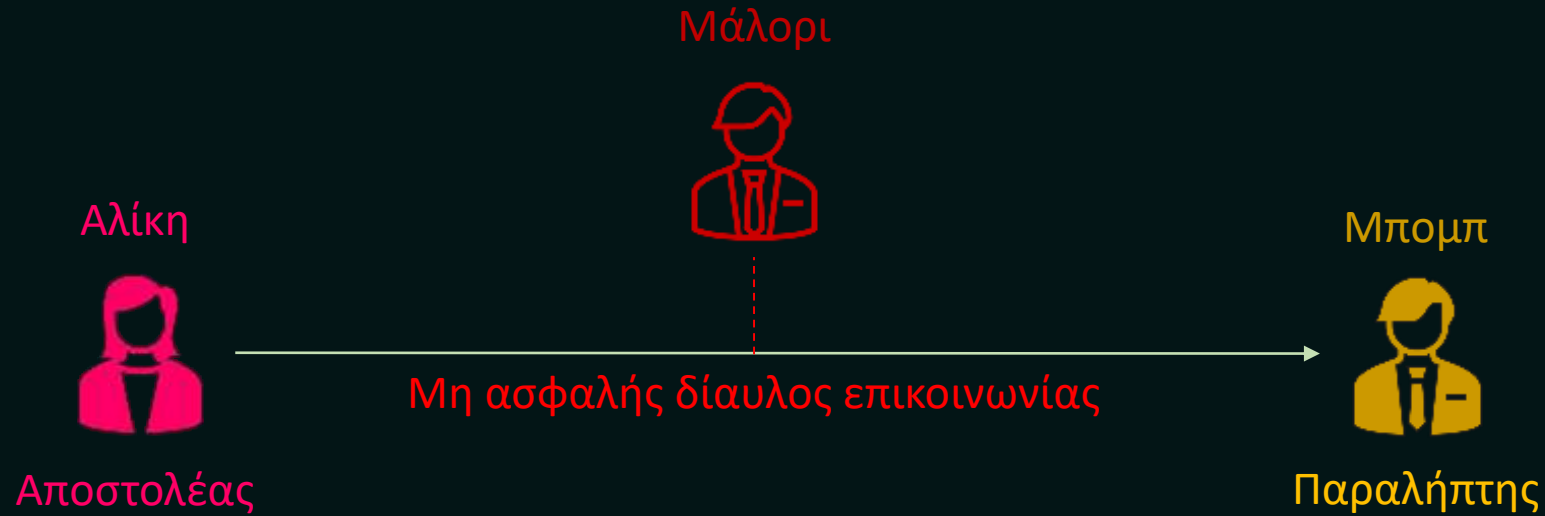 Μάλορι
Αλίκη
Μπομπ
Μη ασφαλής δίαυλος επικοινωνίας
Αποστολέας
Παραλήπτης